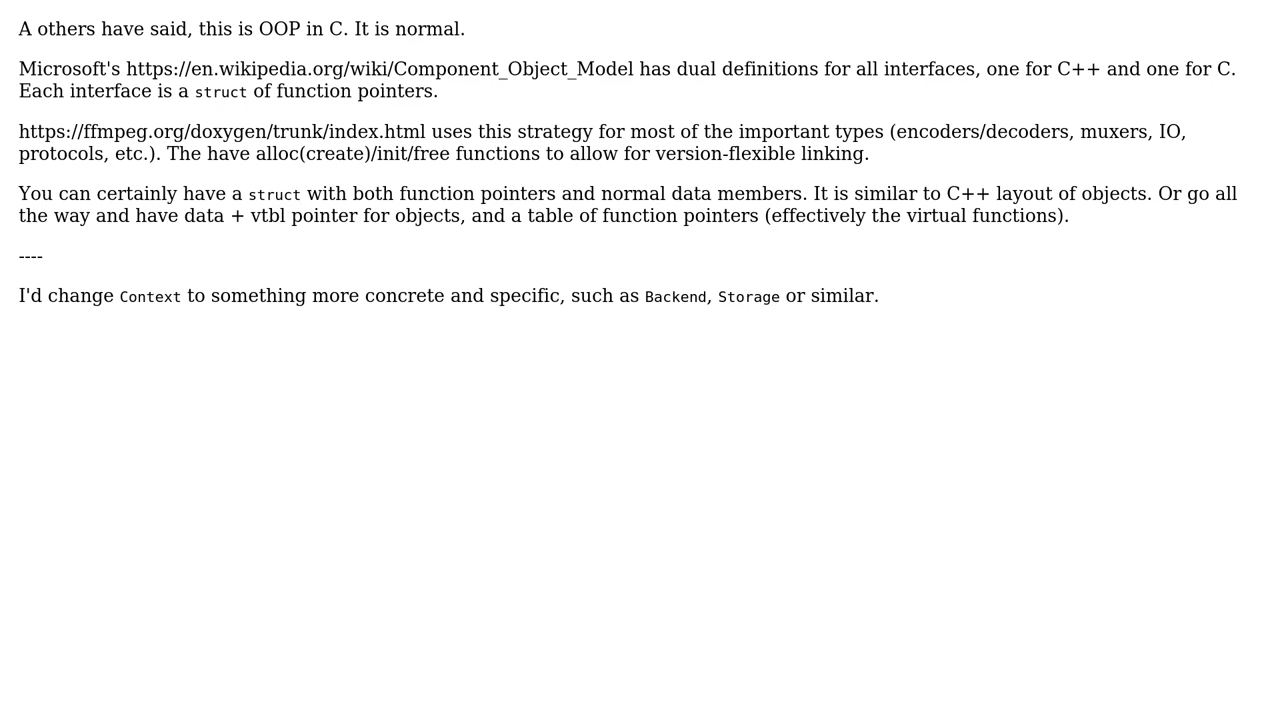 A others have said, this is OOP in C. It is normal.
Microsoft's https://en.wikipedia.org/wiki/Component_Object_Model has dual definitions for all interfaces, one for C++ and one for C.
Each interface is a struct of function pointers.
https://ffmpeg.org/doxygen/trunk/index.html uses this strategy for most of the important types (encoders/decoders, muxers, IO,
protocols, etc.). The have alloc(create)/init/free functions to allow for version-flexible linking.
You can certainly have a struct with both function pointers and normal data members. It is similar to C++ layout of objects. Or go all
the way and have data + vtbl pointer for objects, and a table of function pointers (effectively the virtual functions).
----
I'd change Context to something more concrete and specific, such as Backend, Storage or similar.